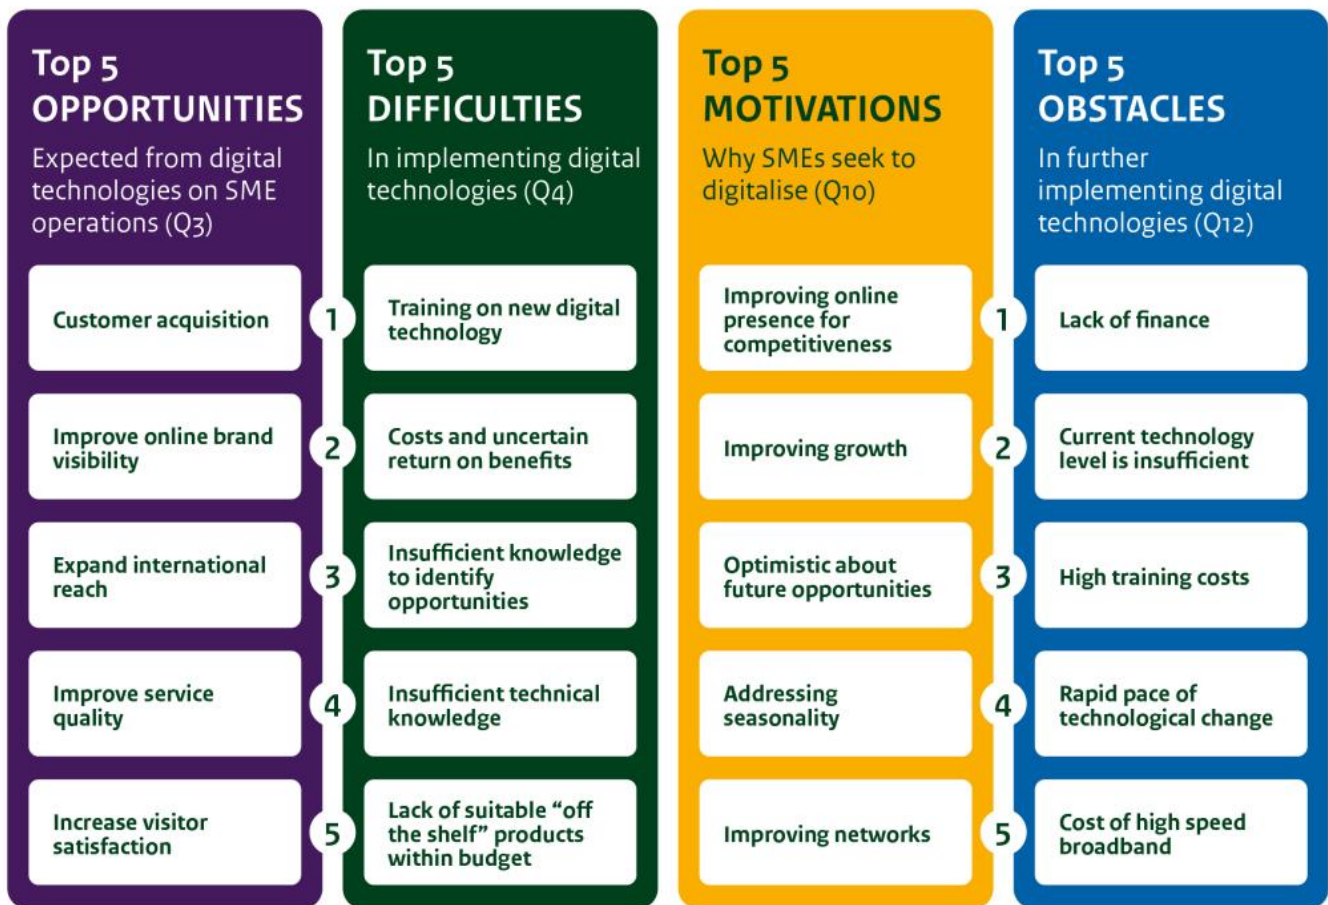 Top 5
OPPORTUNITIES
Expected from digital
technologies on SME
operations (Q3)
Customer acquisition
Improve online brand
visibility
Expand international
reach
Improve service
quality
Increase visitor
satisfaction
1
2
3
4
5
Top 5
DIFFICULTIES
In implementing digital
technologies (Q4)
Training on new digital
technology
Costs and uncertain
return on benefits
Insufficient knowledge
to identify
opportunities
Insufficient technical
knowledge
Lack of suitable “off
the shelf” products
within budget
Top 5
MOTIVATIONS
Why SMEs seek to
digitalise (Q10)
Improving online
presence for
competitiveness
Improving growth
Optimistic about
future opportunities
Addressing
seasonality
Improving networks
1
2
3
4
5
Top 5
OBSTACLES
In further
implementing digital
technologies (Q12)
Lack of finance
Current technology
level is insufficient
High training costs
Rapid pace of
technological change
Cost of high speed
broadband